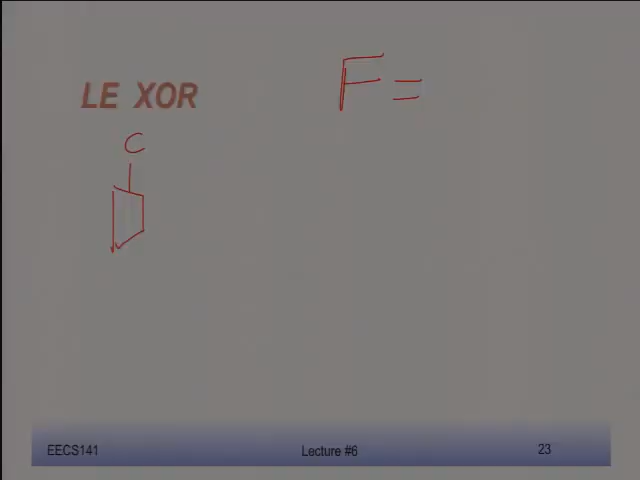 F =
LE XOR
C
EECS141
Lecture #6
23